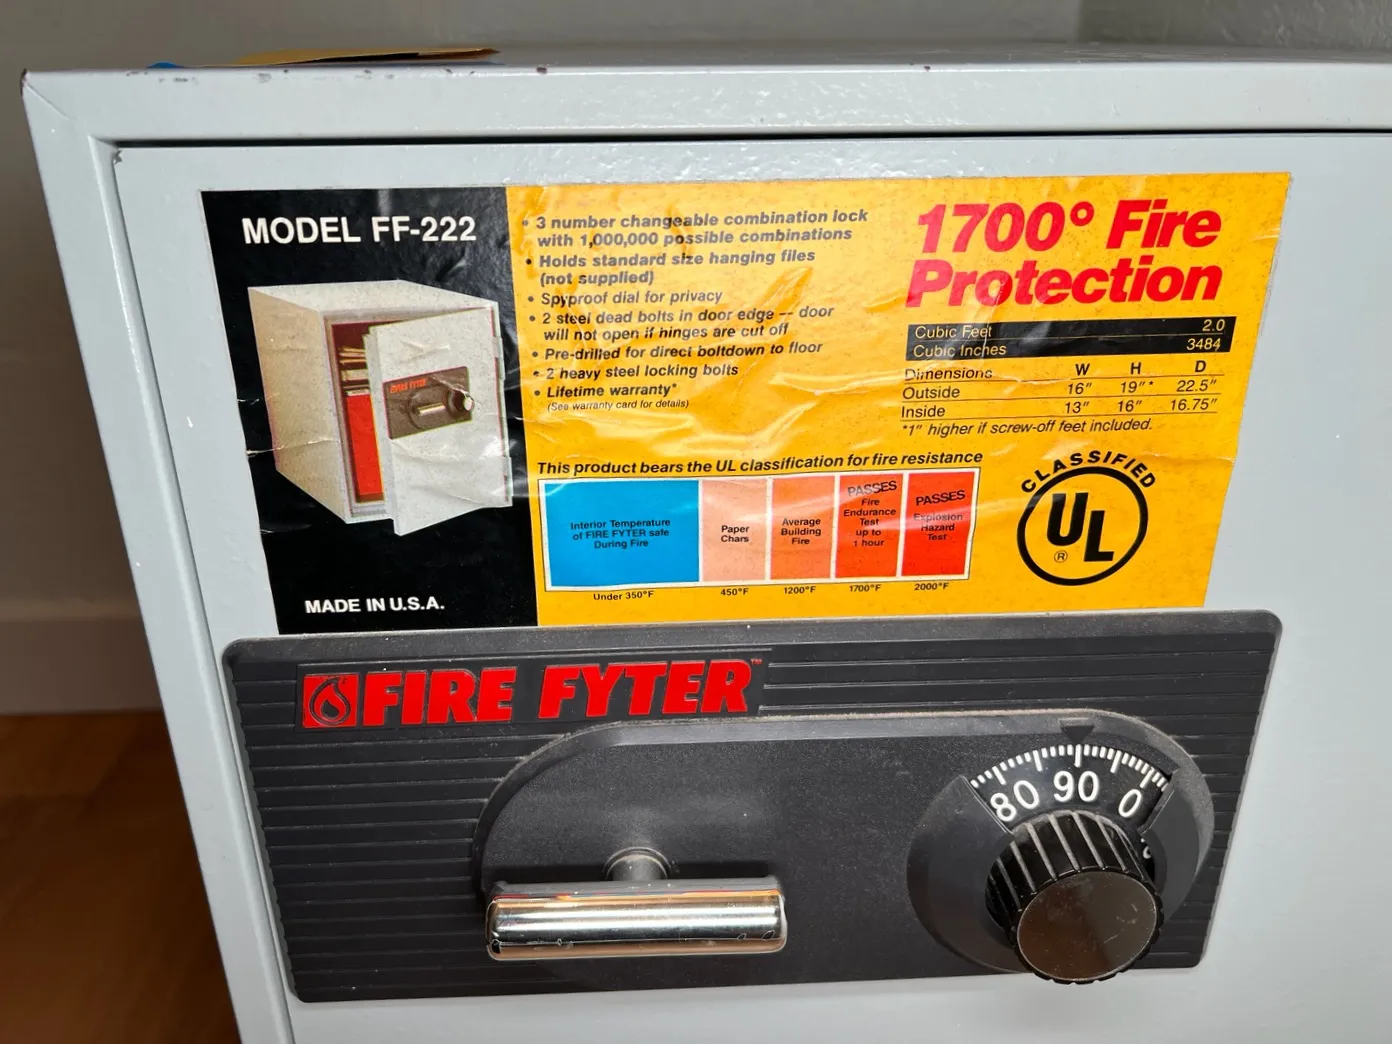 MODEL FF-222
FIRE FYTER
MADE IN U.S.A.
• 3 number changeable combination lock
with 1,000,000 possible combinations
• Holds standard size hanging files
(not supplied)
• Spyproof dial for privacy
• 2 steel dead bolts in door edge -- door
will not open if hinges are cut off
• Pre-drilled for direct boltdown to floor
• 2 heavy steel locking bolts
• Lifetime warranty*
(See warranty card for details)
1700° Fire
Protection
Cubic Feet 2.0
Cubic Inches 3484
Dimensions W H D
Outside 16" 19"* 22.5"
Inside 13" 16" 16.75"
*1" higher if screw-off feet included.
This product bears the UL classification for fire resistance
Interior Temperature
of FIRE FYTER safe
During Fire
Under 350°F
Paper
Chars
450°F
Average
Building
Fire
1200°F
PASSES
Fire
Endurance
Test
up to
1 hour
1700°F
PASSES
Explosion
Hazard
Test
2000°F
CLASSIFIED
UL
®
FIRE FYTER™
80 90 0